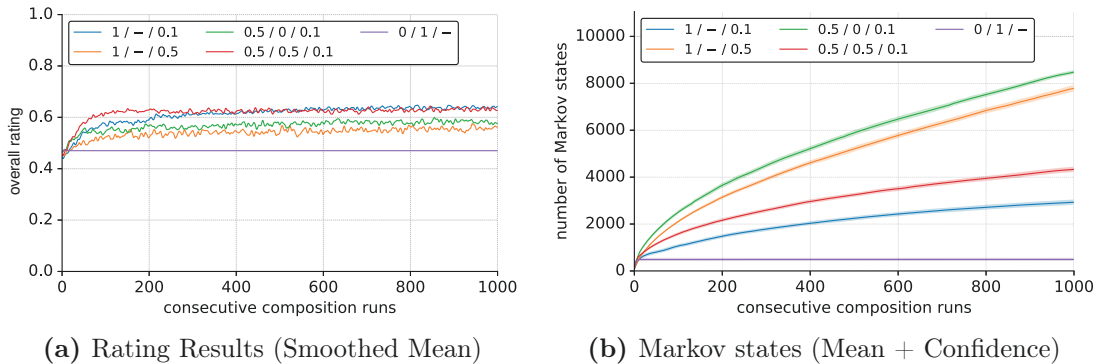 1.0
0.8
0.6
0.4
0.2
0.0
overall rating
1 / − / 0.1
1 / − / 0.5
0.5 / 0 / 0.1
0.5 / 0.5 / 0.1
0 / 1 / −
0
200
400
600
800
1000
consecutive composition runs
(a) Rating Results (Smoothed Mean)
10000
8000
6000
4000
2000
0
number of Markov states
1 / − / 0.1
1 / − / 0.5
0.5 / 0 / 0.1
0.5 / 0.5 / 0.1
0 / 1 / −
0
200
400
600
800
1000
consecutive composition runs
(b) Markov states (Mean + Confidence)